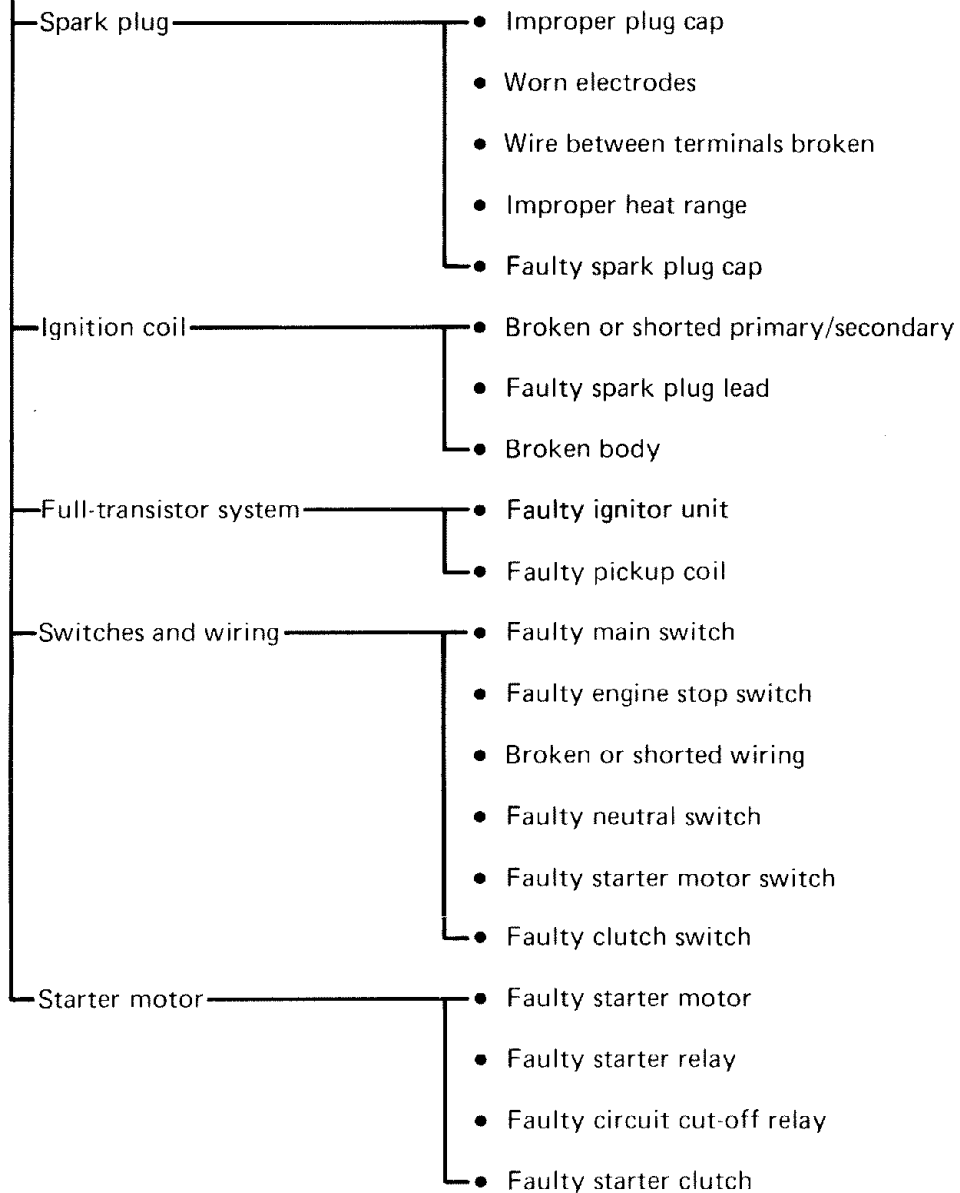 Spark plug
• Improper plug cap
• Worn electrodes
• Wire between terminals broken
• Improper heat range
• Faulty spark plug cap
Ignition coil
• Broken or shorted primary/secondary
• Faulty spark plug lead
• Broken body
Full-transistor system
• Faulty ignitor unit
• Faulty pickup coil
Switches and wiring
• Faulty main switch
• Faulty engine stop switch
• Broken or shorted wiring
• Faulty neutral switch
• Faulty starter motor switch
• Faulty clutch switch
Starter motor
• Faulty starter motor
• Faulty starter relay
• Faulty circuit cut-off relay
• Faulty starter clutch